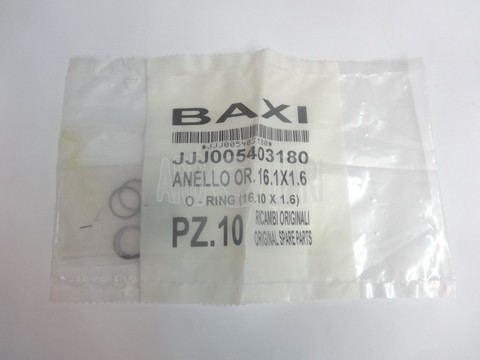 BAXI
*JJJ005403180*
JJJ005403180
ANELLO OR. 16.1X1.6
O - RING (16.10 X 1.6)
PZ.10
RICAMBI ORIGINALI
ORIGINAL SPARE PARTS